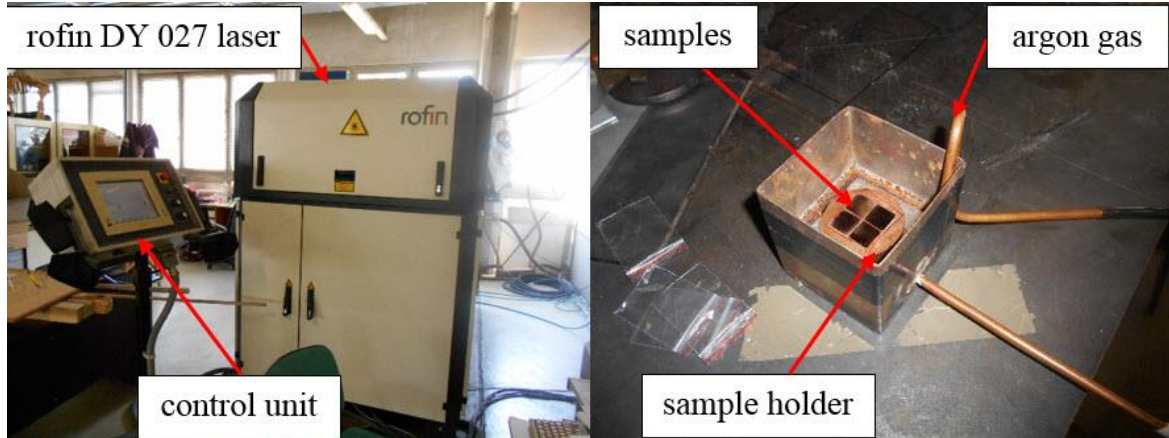 rofin DY 027 laser
rofin
control unit
samples
argon gas
sample holder